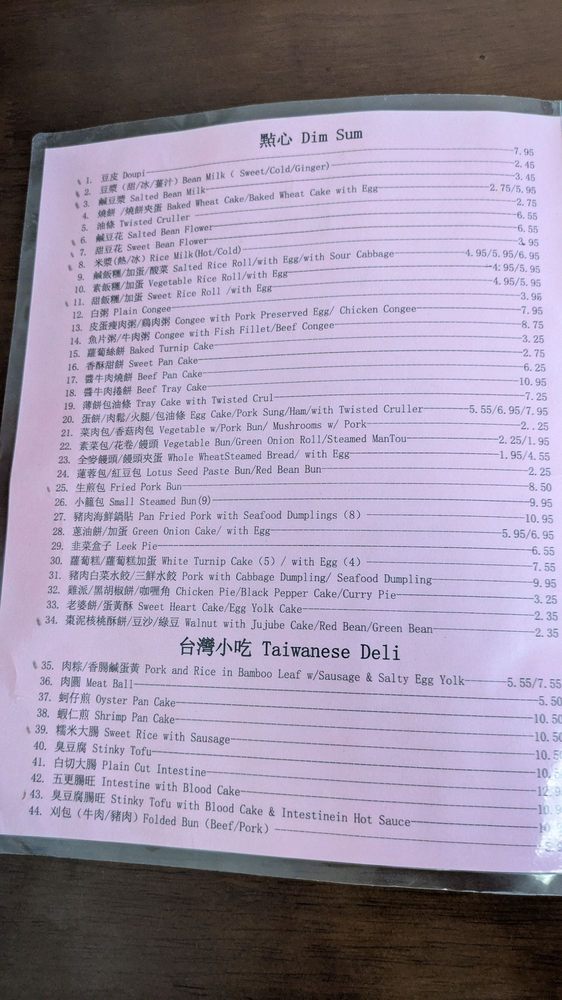 點心 Dim Sum
1. 豆皮 Doupi 7.95
2. 豆漿 (甜/冰/薑汁) Bean Milk ( Sweet/Cold/Ginger) 2.45
3. 鹹豆漿 Salted Bean Milk 3.45
4. 燒餅 /燒餅夾蛋 Baked Wheat Cake/Baked Wheat Cake with Egg 2.75/5.95
5. 油條 Twisted Cruller 2.75
6. 鹹豆花 Salted Bean Flower 6.55
7. 甜豆花 Sweet Bean Flower 6.55
8. 米漿(熱/冰) Rice Milk(Hot/Cold) 3.95
9. 鹹飯糰/加蛋/酸菜 Salted Rice Roll/with Egg/with Sour Cabbage 4.95/5.95/6.95
10. 素飯糰/加蛋 Vegetable Rice Roll/with Egg 4.95/5.95
11. 甜飯糰/加蛋 Sweet Rice Roll /with Egg 4.95/5.95
12. 白粥 Plain Congee 3.95
13. 皮蛋瘦肉粥/鷄肉粥 Congee with Pork Preserved Egg/ Chicken Congee 7.95
14. 魚片粥/牛肉粥 Congee with Fish Fillet/Beef Congee 8.75
15. 蘿蔔絲餅 Baked Turnip Cake 3.25
16. 香酥甜餅 Sweet Pan Cake 2.75
17. 醬牛肉燒餅 Beef Pan Cake 6.25
18. 醬牛肉捲餅 Beef Tray Cake 10.95
19. 薄餅包油條 Tray Cake with Twisted Crul 7.25
20. 蛋餅/肉鬆/火腿/包油條 Egg Cake/Pork Sung/Ham/with Twisted Cruller 5.55/6.95/7.95
21. 菜肉包/香菇肉包 Vegetable w/Pork Bun/ Mushrooms w/ Pork 2..25
22. 素菜包/花卷/饅頭 Vegetable Bun/Green Onion Roll/Steamed ManTou 2.25/1.95
23. 全麥饅頭/饅頭夾蛋 Whole WheatSteamed Bread/ with Egg 1.95/4.55
24. 蓮蓉包/紅豆包 Lotus Seed Paste Bun/Red Bean Bun 2.25
25. 生煎包 Fried Pork Bun 8.50
26. 小籠包 Small Steamed Bun(9) 9.95
27. 豬肉海鮮鍋貼 Pan Fried Pork with Seafood Dumplings (8) 10.95
28. 蔥油餅/加蛋 Green Onion Cake/ with Egg 5.95/6.95
29. 韭菜盒子 Leek Pie 6.55
30. 蘿蔔糕/蘿蔔糕加蛋 White Turnip Cake (5) / with Egg (4) 7.55
31. 豬肉白菜水餃/三鮮水餃 Pork with Cabbage Dumpling/ Seafood Dumpling 9.95
32. 雞派/黑胡椒餅/咖喱角 Chicken Pie/Black Pepper Cake/Curry Pie 3.25
33. 老婆餅/蛋黃酥 Sweet Heart Cake/Egg Yolk Cake 2.35
34. 棗泥核桃酥餅/豆沙/綠豆 Walnut with Jujube Cake/Red Bean/Green Bean 2.35
台灣小吃 Taiwanese Deli
35. 肉粽/香腸鹹蛋黃 Pork and Rice in Bamboo Leaf w/Sausage & Salty Egg Yolk 5.55/7.55
36. 肉圓 Meat Ball 5.50
37. 蚵仔煎 Oyster Pan Cake 10.50
38. 蝦仁煎 Shrimp Pan Cake 10.50
39. 糯米大腸 Sweet Rice with Sausage 10.5
40. 臭豆腐 Stinky Tofu 10.5
41. 白切大腸 Plain Cut Intestine 12.9
42. 五更腸旺 Intestine with Blood Cake 10.9
43. 臭豆腐腸旺 Stinky Tofu with Blood Cake & Intestinein Hot Sauce
44. 刈包 (牛肉/豬肉) Folded Bun (Beef/Pork)